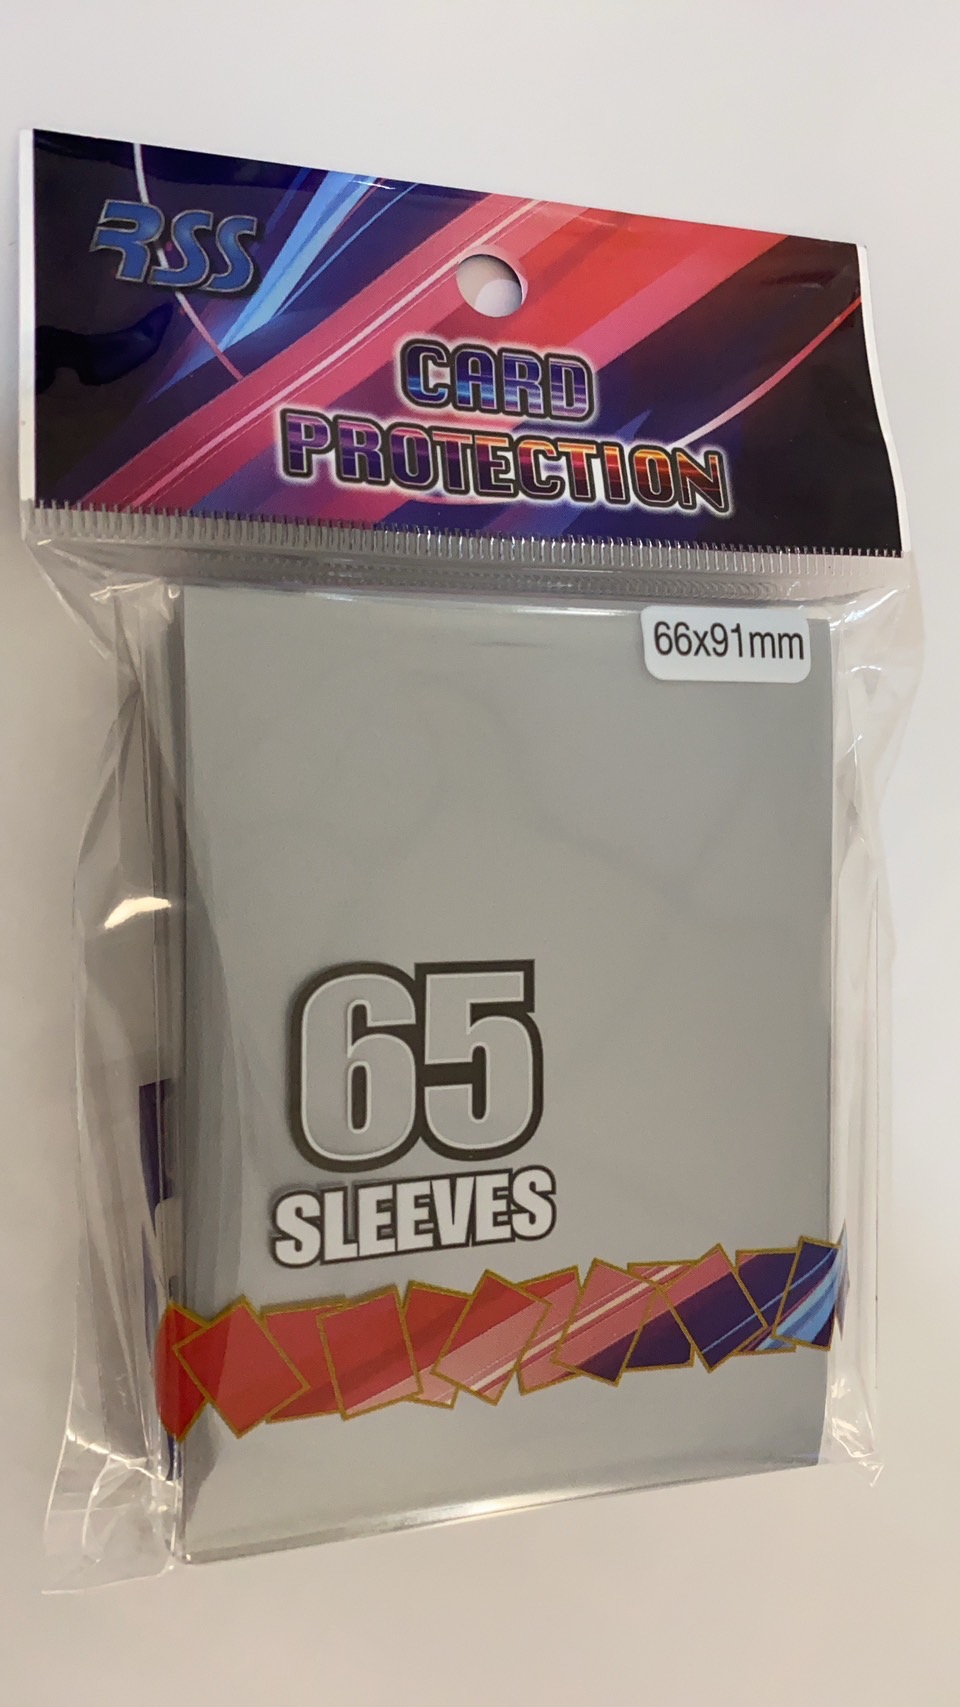 RSS
CARD
PROTECTION
66x91mm
65
SLEEVES